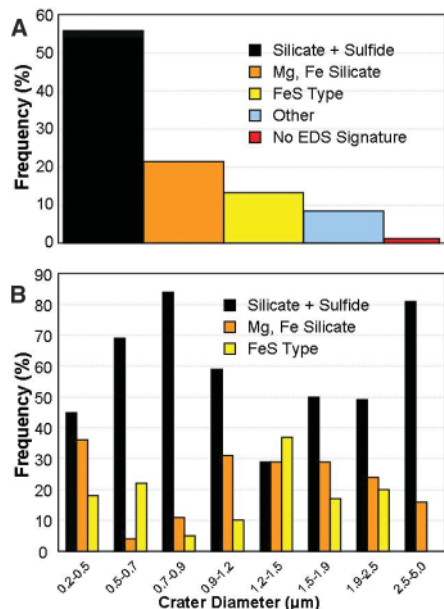 A
Frequency (%)
60
50
40
30
20
10
0
Silicate + Sulfide
Mg, Fe Silicate
FeS Type
Other
No EDS Signature
B
Frequency (%)
90
80
70
60
50
40
30
20
10
0
Silicate + Sulfide
Mg, Fe Silicate
FeS Type
0.2-0.5
0.5-0.7
0.7-0.9
0.9-1.2
1.2-1.5
1.5-1.9
1.9-2.5
2.5-5.0
Crater Diameter (µm)